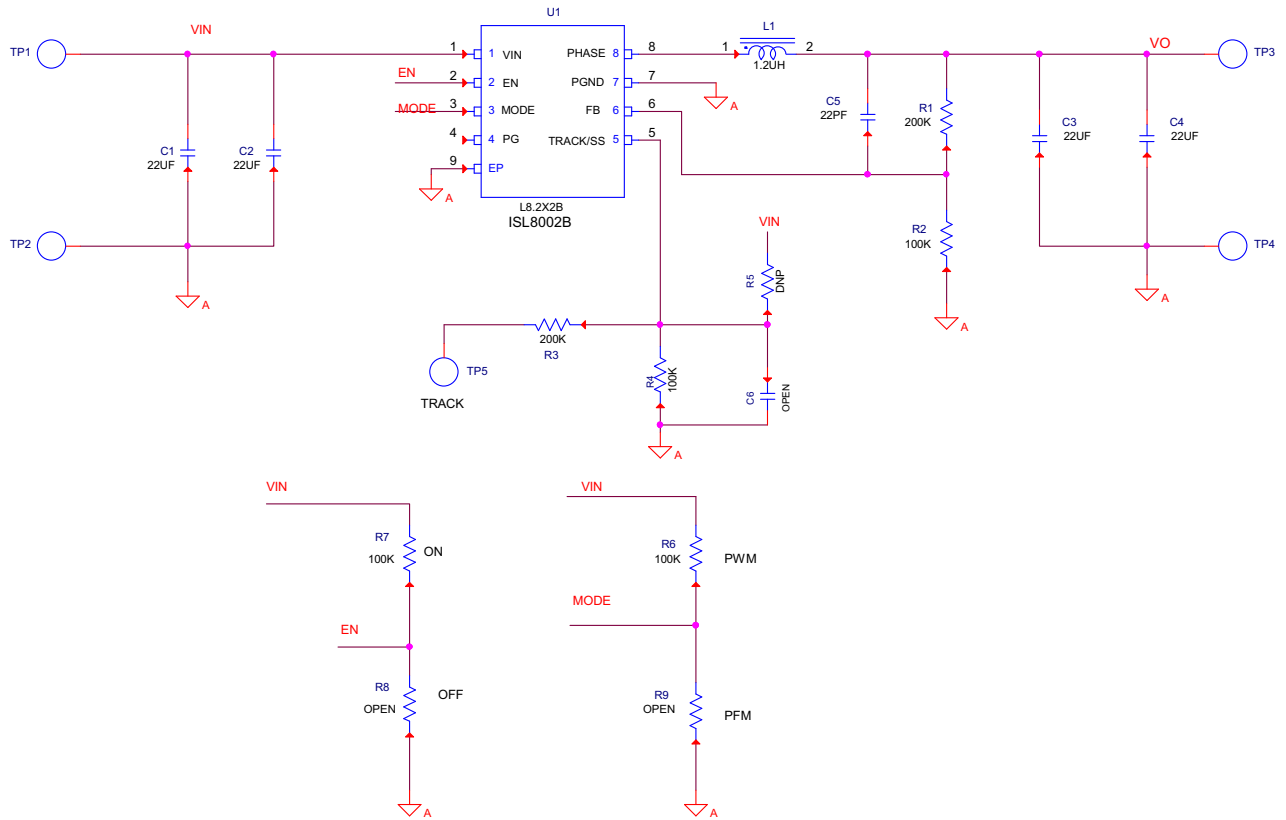 U1
TP1
VIN
1
1
VIN
PHASE
8
8
1
L1
2
1.2UH
VO
TP3
EN
2
2
EN
PGND
7
7
A
MODE
3
3
MODE
FB
6
6
C5
22PF
R1
200K
C3
22UF
C4
22UF
4
4
PG
TRACK/SS
5
5
C1
22UF
C2
22UF
9
EP
A
L8.2X2B
ISL8002B
TP2
A
VIN
R2
100K
TP4
A
A
R5
DNP
200K
R3
TP5
TRACK
R4
100K
C6
OPEN
A
VIN
R7
100K
ON
EN
R8
OPEN
OFF
A
VIN
R6
100K
PWM
MODE
R9
OPEN
PFM
A